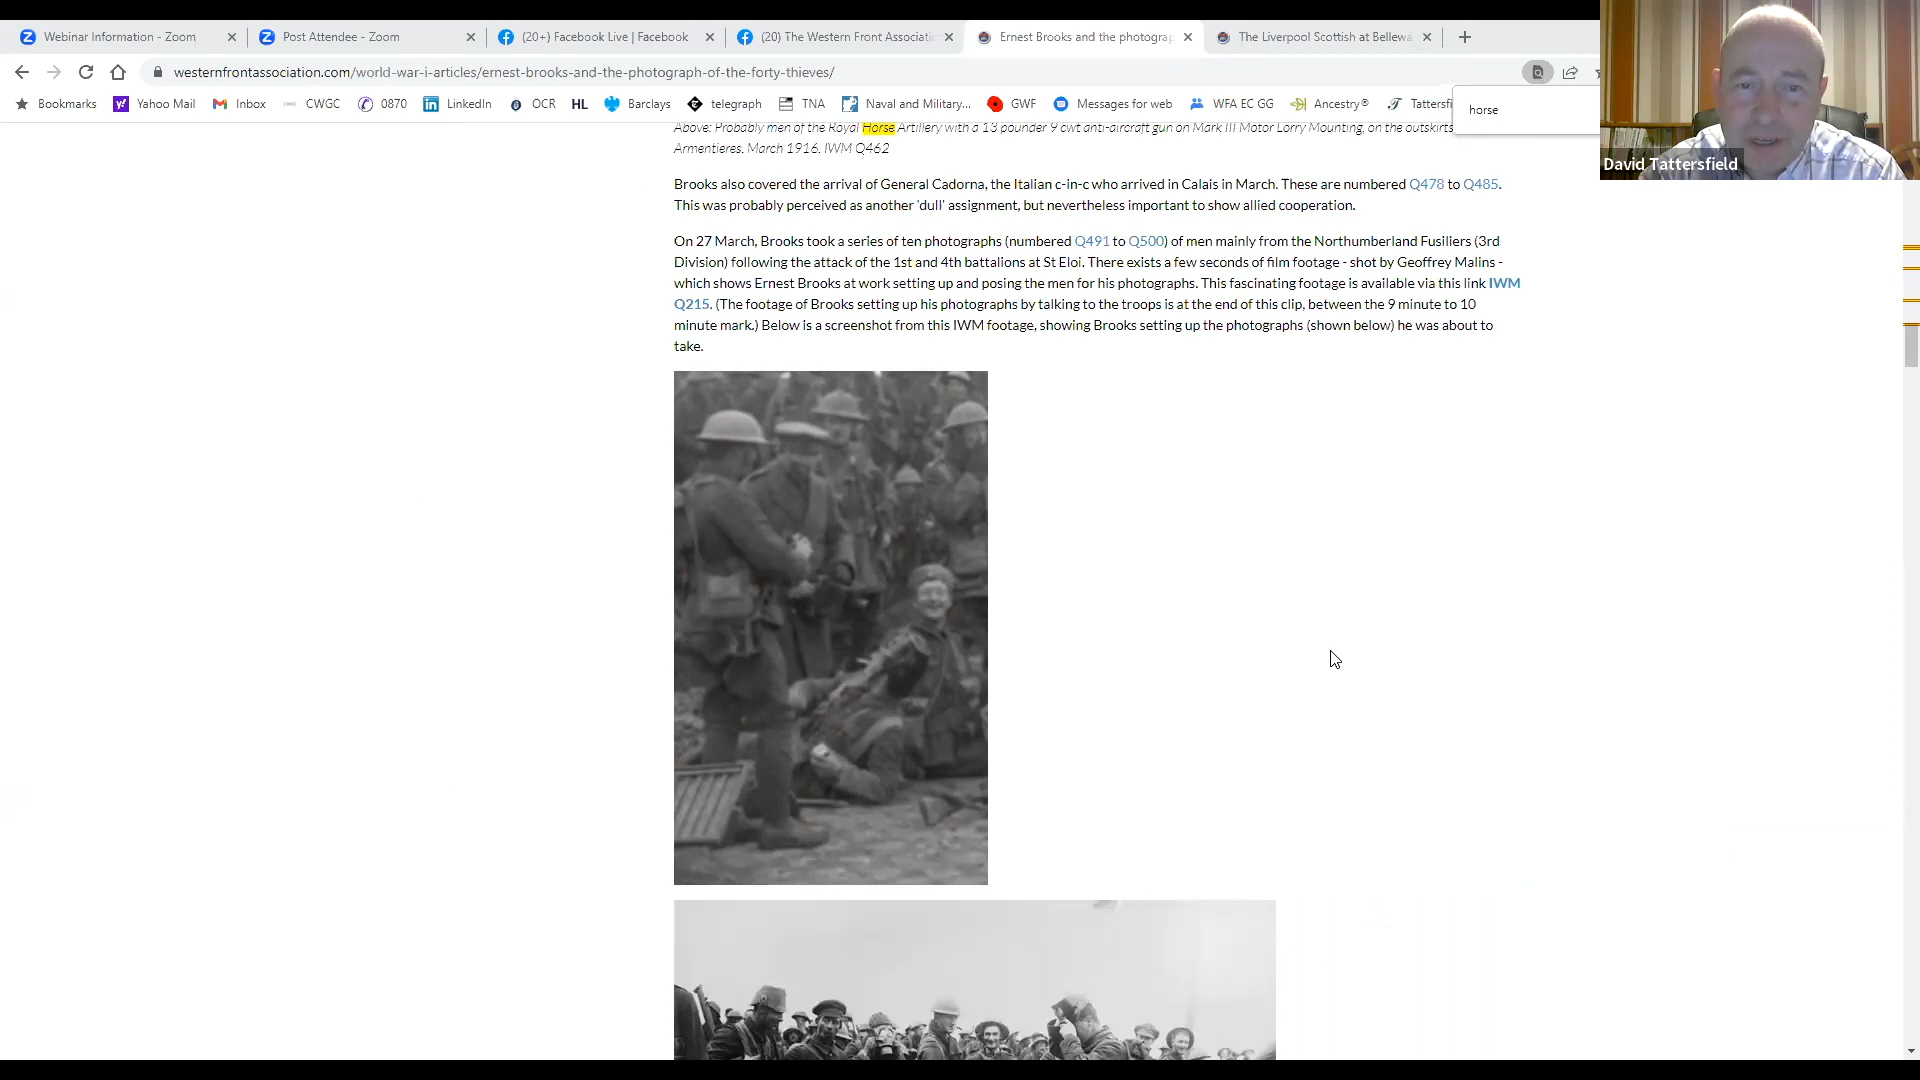 Webinar Information - Zoom
Post Attendee - Zoom
(20+) Facebook Live | Facebook
(20) The Western Front Associatio
Ernest Brooks and the photograp
The Liverpool Scottish at Bellewa
westernfrontassociation.com/world-war-i-articles/ernest-brooks-and-the-photograph-of-the-forty-thieves/
Bookmarks
Yahoo Mail
Inbox
CWGC
0870
LinkedIn
OCR
HL
Barclays
telegraph
TNA
Naval and Military...
GWF
Messages for web
WFA EC GG
Ancestry®
Tattersfi
horse
David Tattersfield
Above: Probably men of the Royal Horse Artillery with a 13 pounder 9 cwt anti-aircraft gun on Mark III Motor Lorry Mounting, on the outskirts
Armentieres. March 1916. IWM Q462
Brooks also covered the arrival of General Cadorna, the Italian c-in-c who arrived in Calais in March. These are numbered Q478 to Q485.
This was probably perceived as another 'dull' assignment, but nevertheless important to show allied cooperation.
On 27 March, Brooks took a series of ten photographs (numbered Q491 to Q500) of men mainly from the Northumberland Fusiliers (3rd
Division) following the attack of the 1st and 4th battalions at St Eloi. There exists a few seconds of film footage - shot by Geoffrey Malins -
which shows Ernest Brooks at work setting up and posing the men for his photographs. This fascinating footage is available via this link IWM
Q215. (The footage of Brooks setting up his photographs by talking to the troops is at the end of this clip, between the 9 minute to 10
minute mark.) Below is a screenshot from this IWM footage, showing Brooks setting up the photographs (shown below) he was about to
take.